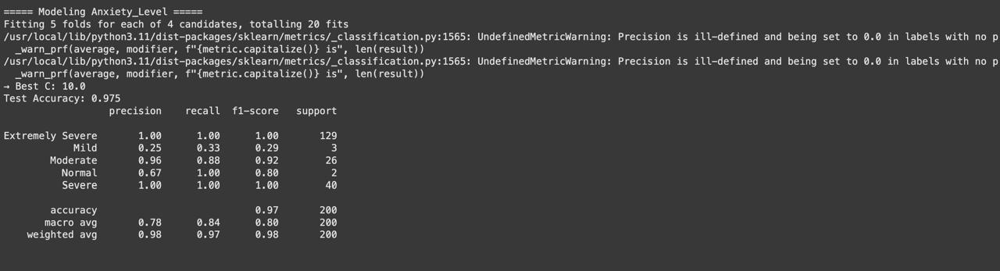 ===== Modeling Anxiety_Level =====
Fitting 5 folds for each of 4 candidates, totalling 20 fits
/usr/local/lib/python3.11/dist-packages/sklearn/metrics/_classification.py:1565: UndefinedMetricWarning: Precision is ill-defined and being set to 0.0 in labels with no p
  _warn_prf(average, modifier, f"{metric.capitalize()} is", len(result))
/usr/local/lib/python3.11/dist-packages/sklearn/metrics/_classification.py:1565: UndefinedMetricWarning: Precision is ill-defined and being set to 0.0 in labels with no p
  _warn_prf(average, modifier, f"{metric.capitalize()} is", len(result))
→ Best C: 10.0
Test Accuracy: 0.975
                  precision    recall  f1-score   support

Extremely Severe       1.00      1.00      1.00       129
            Mild       0.25      0.33      0.29         3
        Moderate       0.96      0.88      0.92        26
          Normal       0.67      1.00      0.80         2
          Severe       1.00      1.00      1.00        40

        accuracy                           0.97       200
       macro avg       0.78      0.84      0.80       200
    weighted avg       0.98      0.97      0.98       200